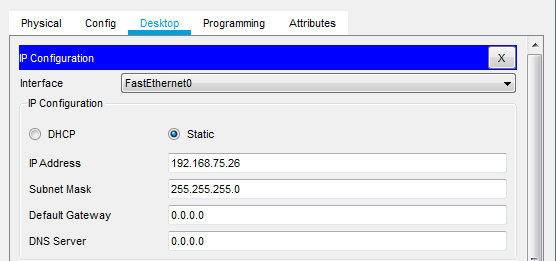 Physical Config Desktop Programming Attributes
IP Configuration X
Interface FastEthernet0
IP Configuration
DHCP Static
IP Address 192.168.75.26
Subnet Mask 255.255.255.0
Default Gateway 0.0.0.0
DNS Server 0.0.0.0